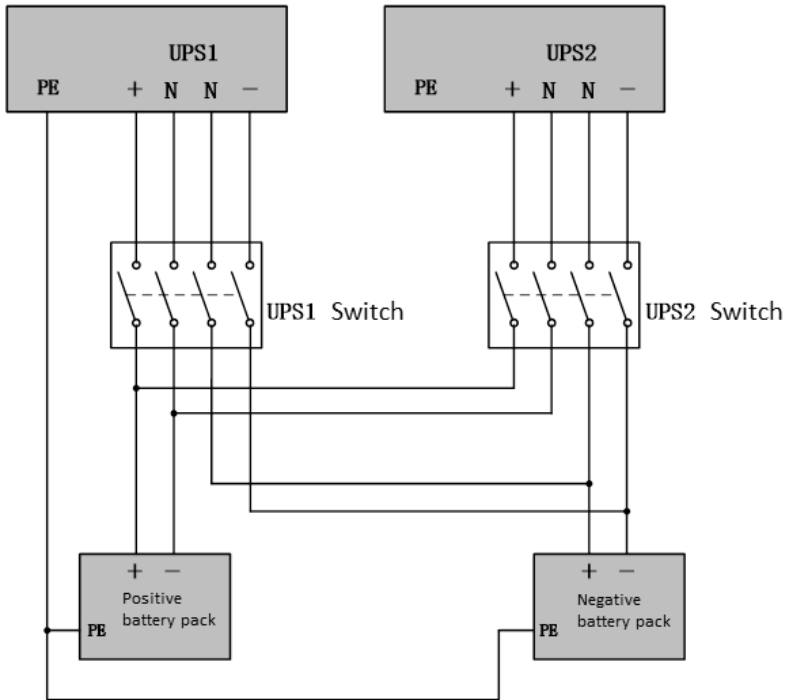 UPS1
PE + N N −
UPS2
PE + N N −
UPS1 Switch
UPS2 Switch
+ −
Positive
battery pack
PE
+ −
Negative
battery pack
PE